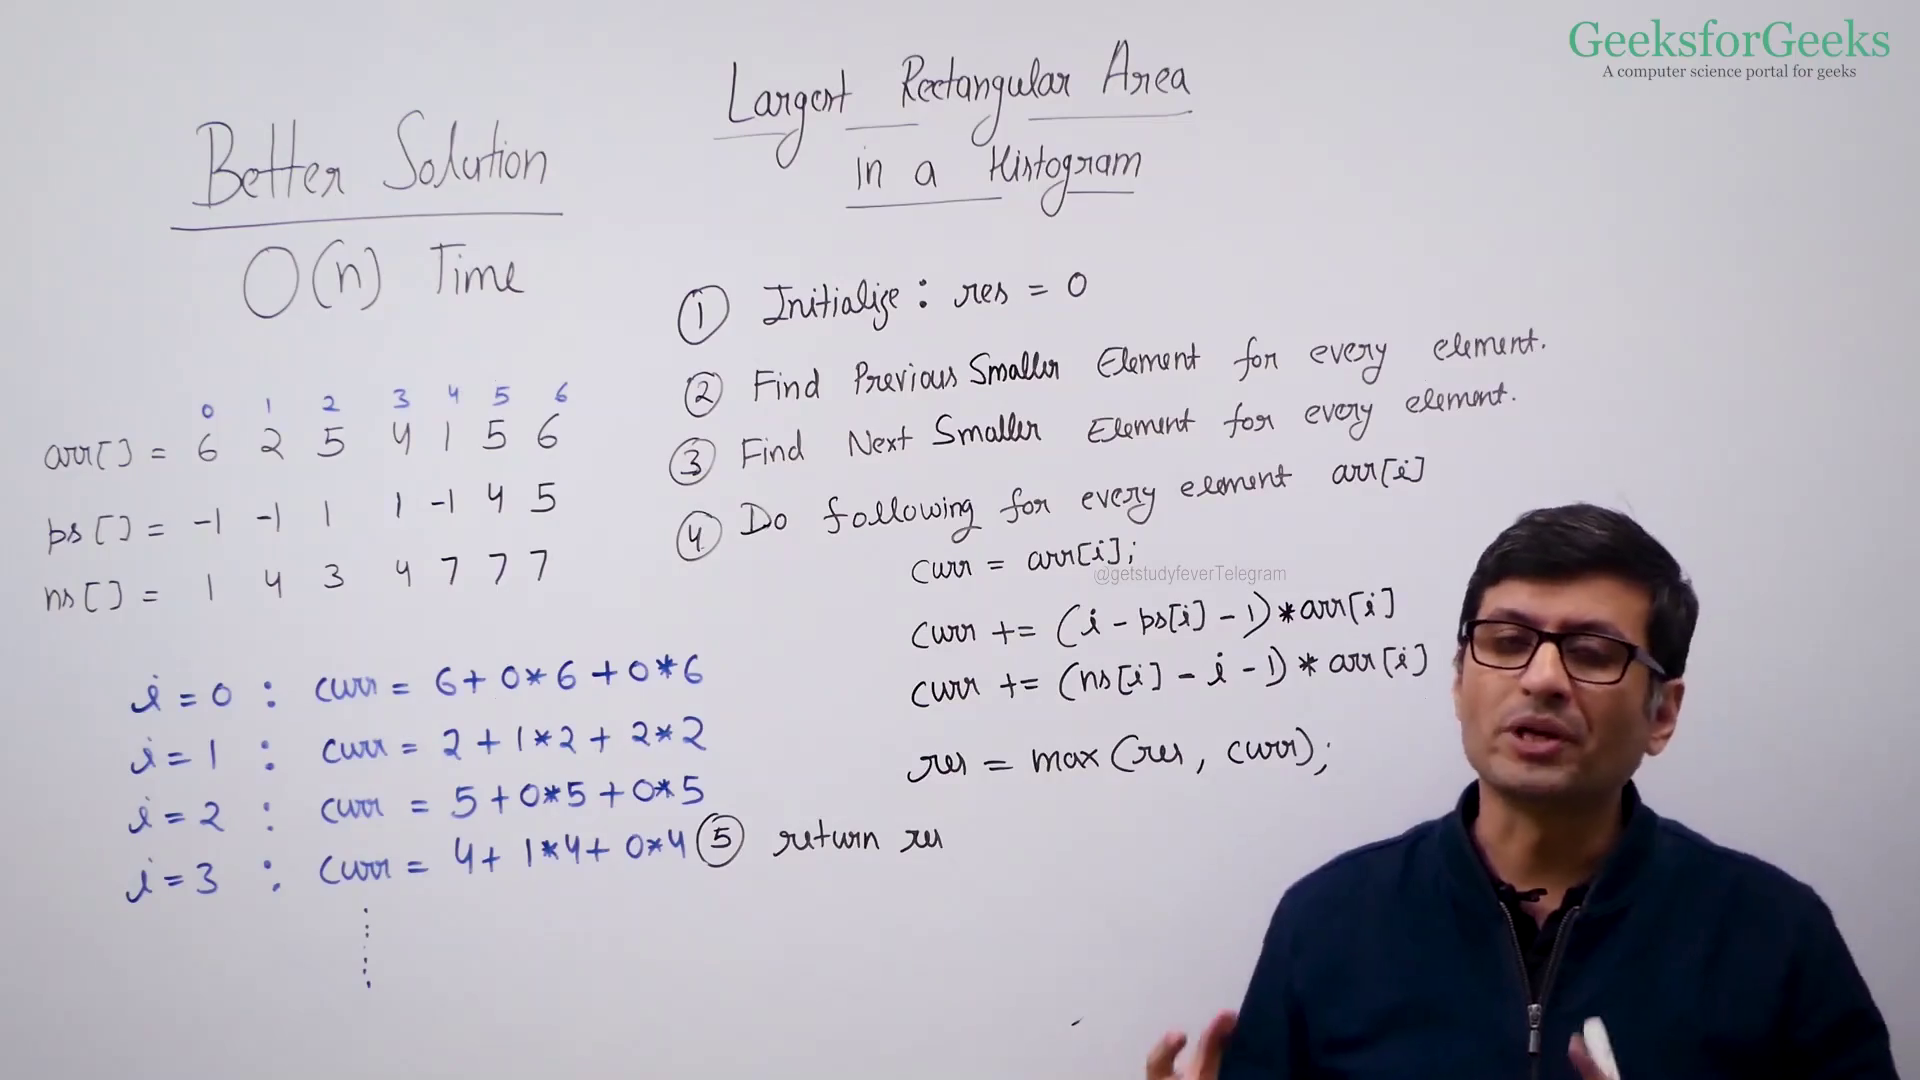 GeeksforGeeks
A computer science portal for geeks
Largest Rectangular Area
in a Histogram
Better Solution
O(n) Time
0 1 2 3 4 5 6
arr[] = 6 2 5 4 1 5 6
ps[] = -1 -1 1 1 -1 4 5
ns[] = 1 4 3 4 7 7 7
i = 0 : curr = 6 + 0*6 + 0*6
i = 1 : curr = 2 + 1*2 + 2*2
i = 2 : curr = 5 + 0*5 + 0*5
i = 3 : curr = 4 + 1*4 + 0*4
① Initialize : res = 0
② Find Previous Smaller Element for every element.
③ Find Next Smaller Element for every element.
④ Do following for every element arr[i]
curr = arr[i];
@getstudyfeverTelegram
curr += (i - ps[i] - 1) * arr[i]
curr += (ns[i] - i - 1) * arr[i]
res = max(res, curr);
⑤ return res